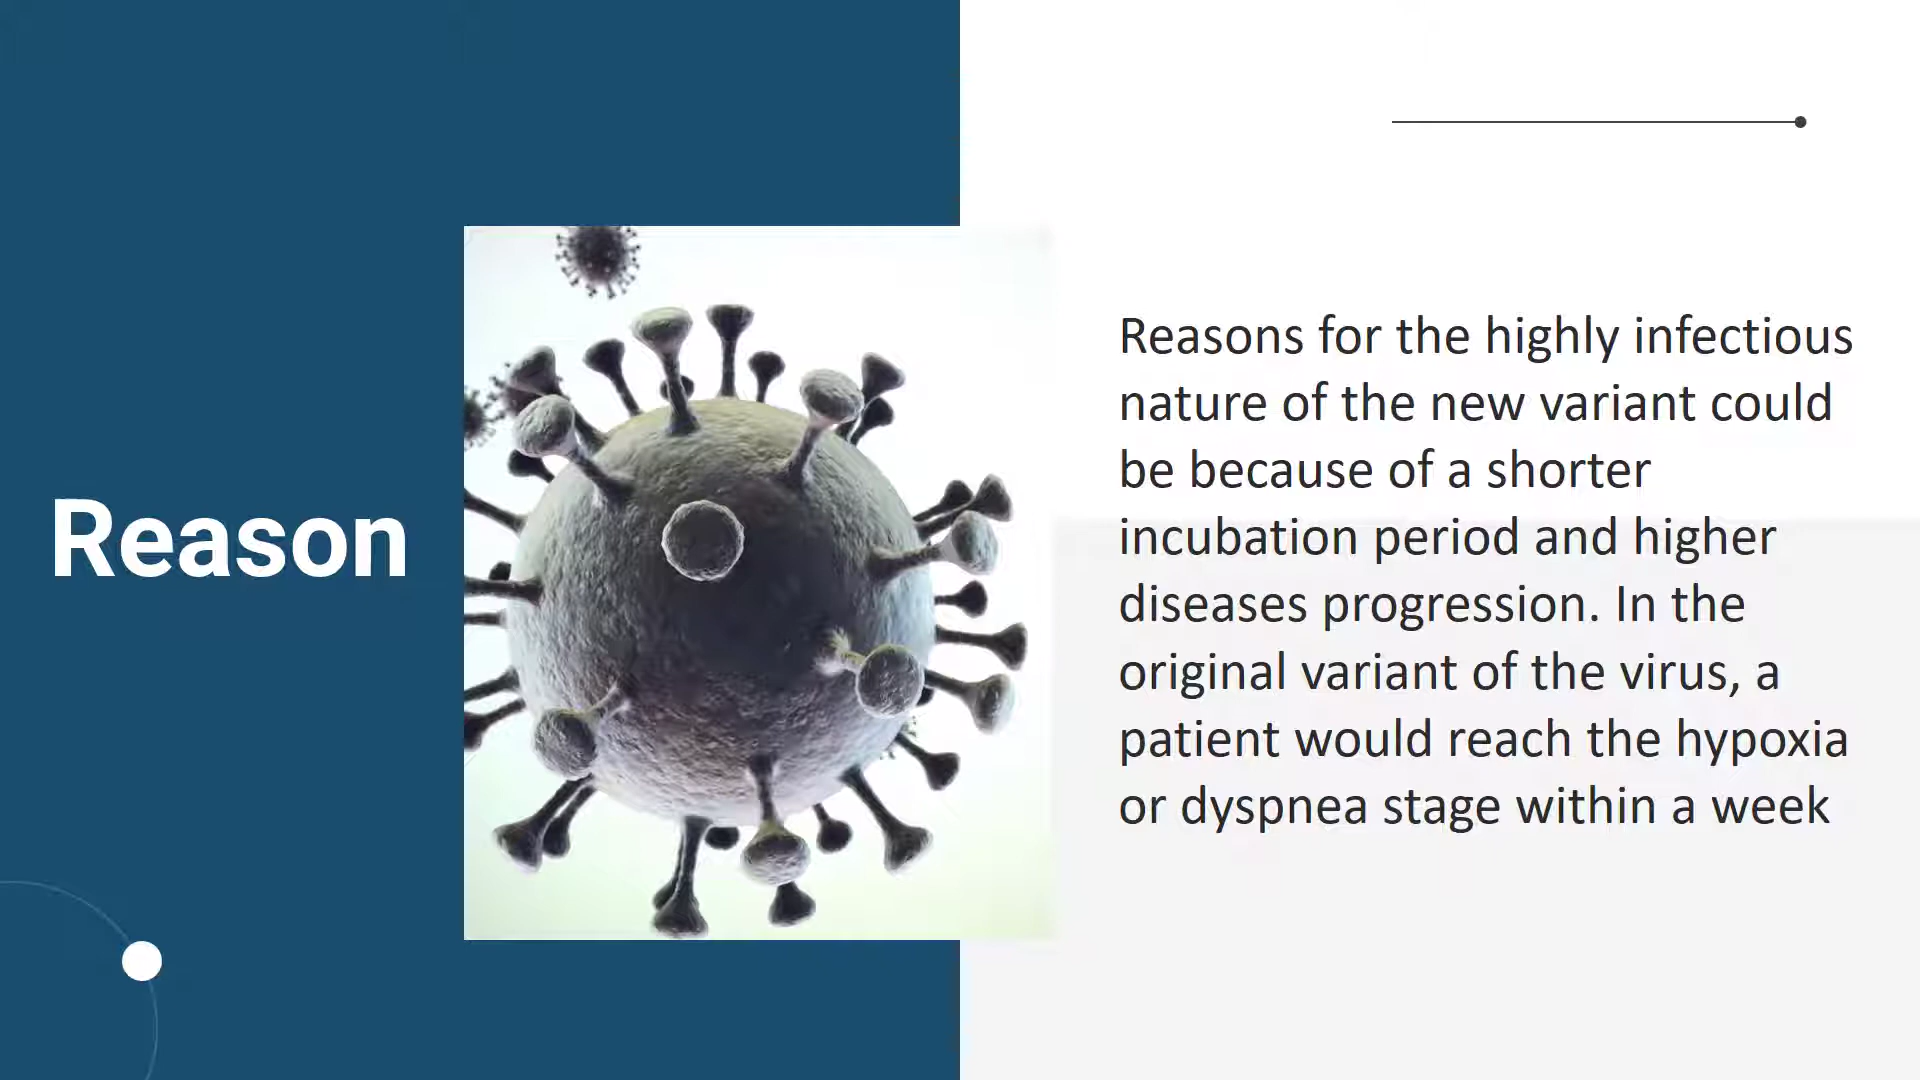 Reason
Reasons for the highly infectious
nature of the new variant could
be because of a shorter
incubation period and higher
diseases progression. In the
original variant of the virus, a
patient would reach the hypoxia
or dyspnea stage within a week